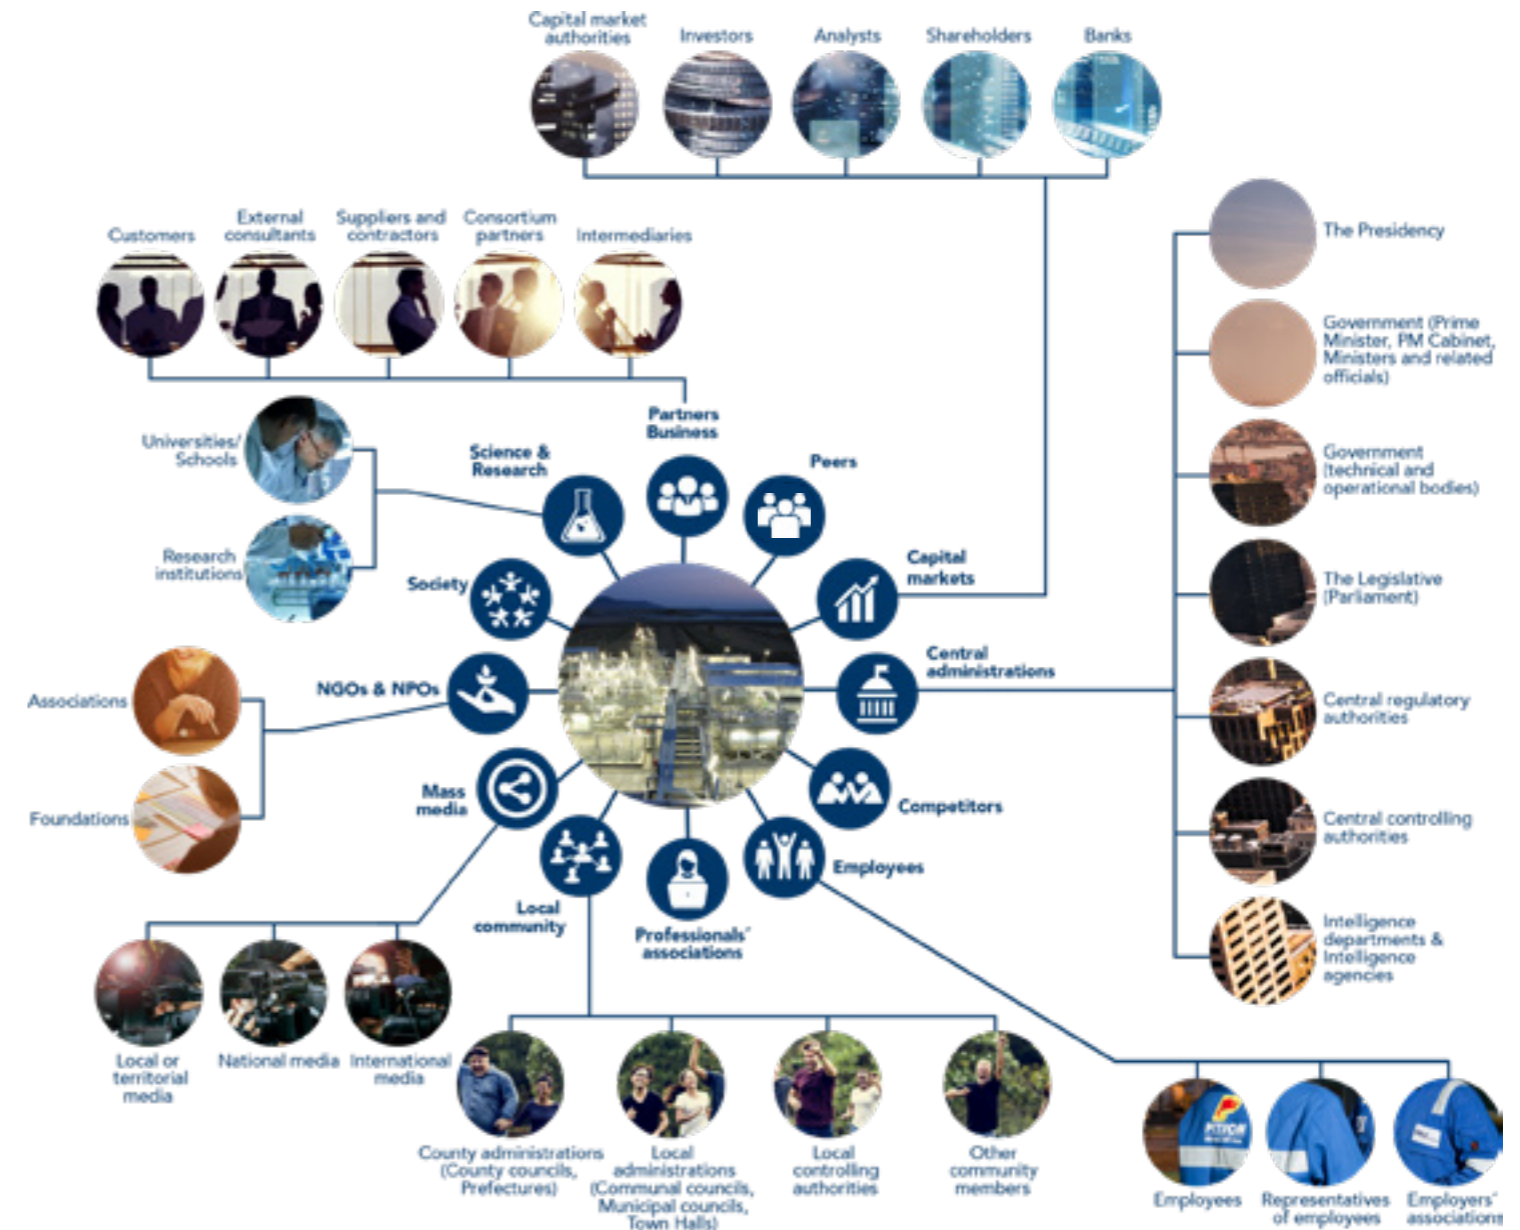 Capital market
authorities
Investors
Analysts
Shareholders
Banks
Customers
External
consultants
Suppliers and
contractors
Consortium
partners
Intermediaries
The Presidency
Government (Prime
Minister, PM Cabinet,
Ministers and related
officials)
Government
(technical and
operational bodies)
The Legislative
(Parliament)
Central regulatory
authorities
Central controlling
authorities
Intelligence
departments &
Intelligence
agencies
Partners
Business
Science &
Research
Peers
Universities/
Schools
Research
institutions
Society
Capital
markets
Central
administrations
NGOs & NPOs
Associations
Foundations
Mass
media
Competitors
Employees
Local
community
Professionals'
associations
Local or
territorial
media
National media
International
media
County administrations
(County councils,
Prefectures)
Local
administrations
(Communal councils,
Municipal councils,
Town Halls)
Local
controlling
authorities
Other
community
members
Employees
Representatives
of employees
Employers'
associations